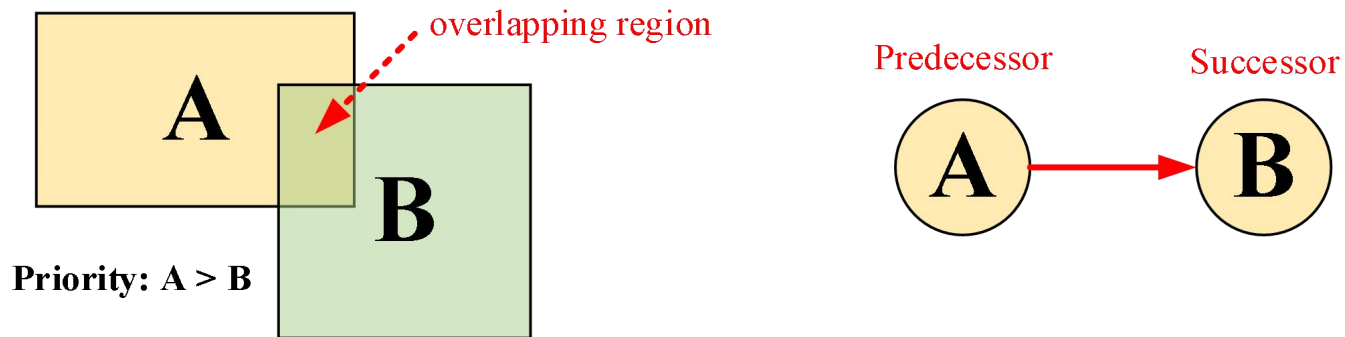 overlapping region
A
B
Priority: A > B
Predecessor
Successor
A
B